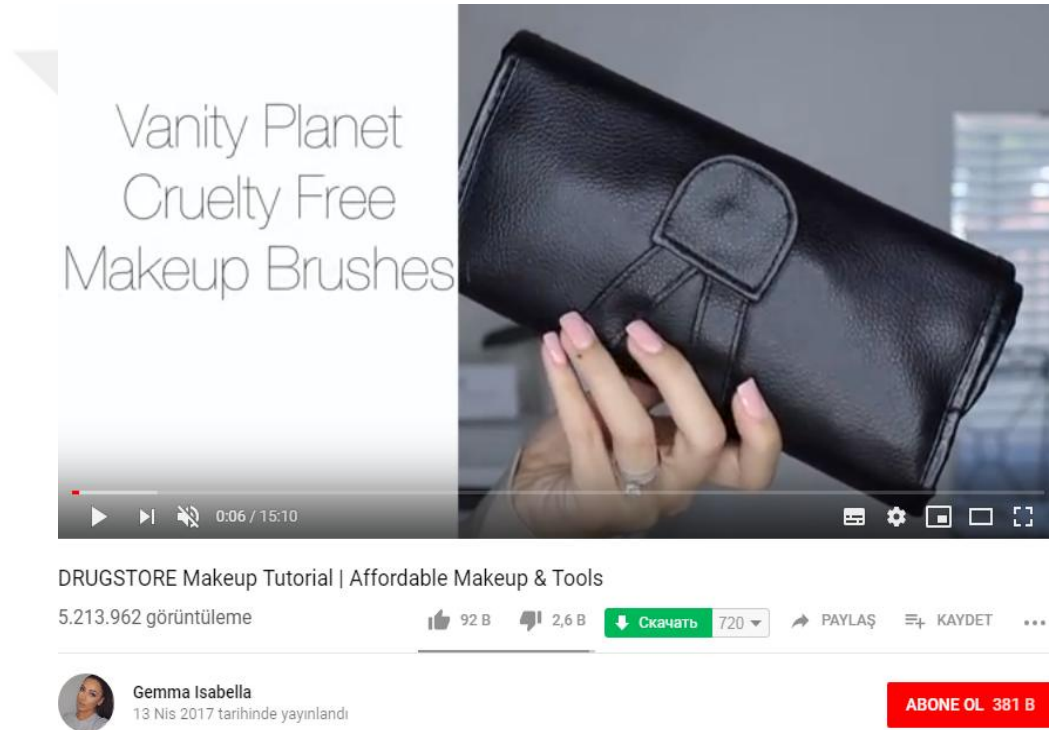 Vanity Planet
Cruelty Free
Makeup Brushes
0:06 / 15:10
DRUGSTORE Makeup Tutorial | Affordable Makeup & Tools
5.213.962 görüntüleme
92 B
2,6 B
Скачать
720
PAYLAŞ
KAYDET
Gemma Isabella
13 Nis 2017 tarihinde yayınlandı
ABONE OL 381 B